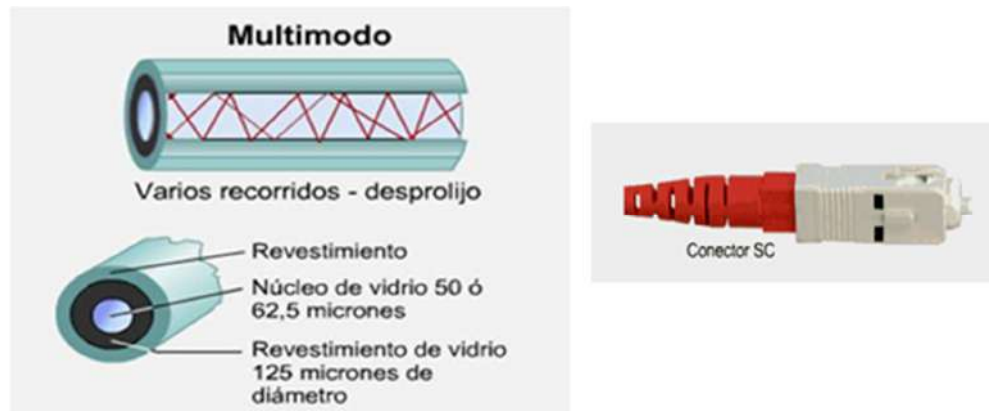 Multimodo
Varios recorridos - desprolijo
Revestimiento
Núcleo de vidrio 50 ó
62,5 micrones
Revestimiento de vidrio
125 micrones de
diámetro
Conector SC